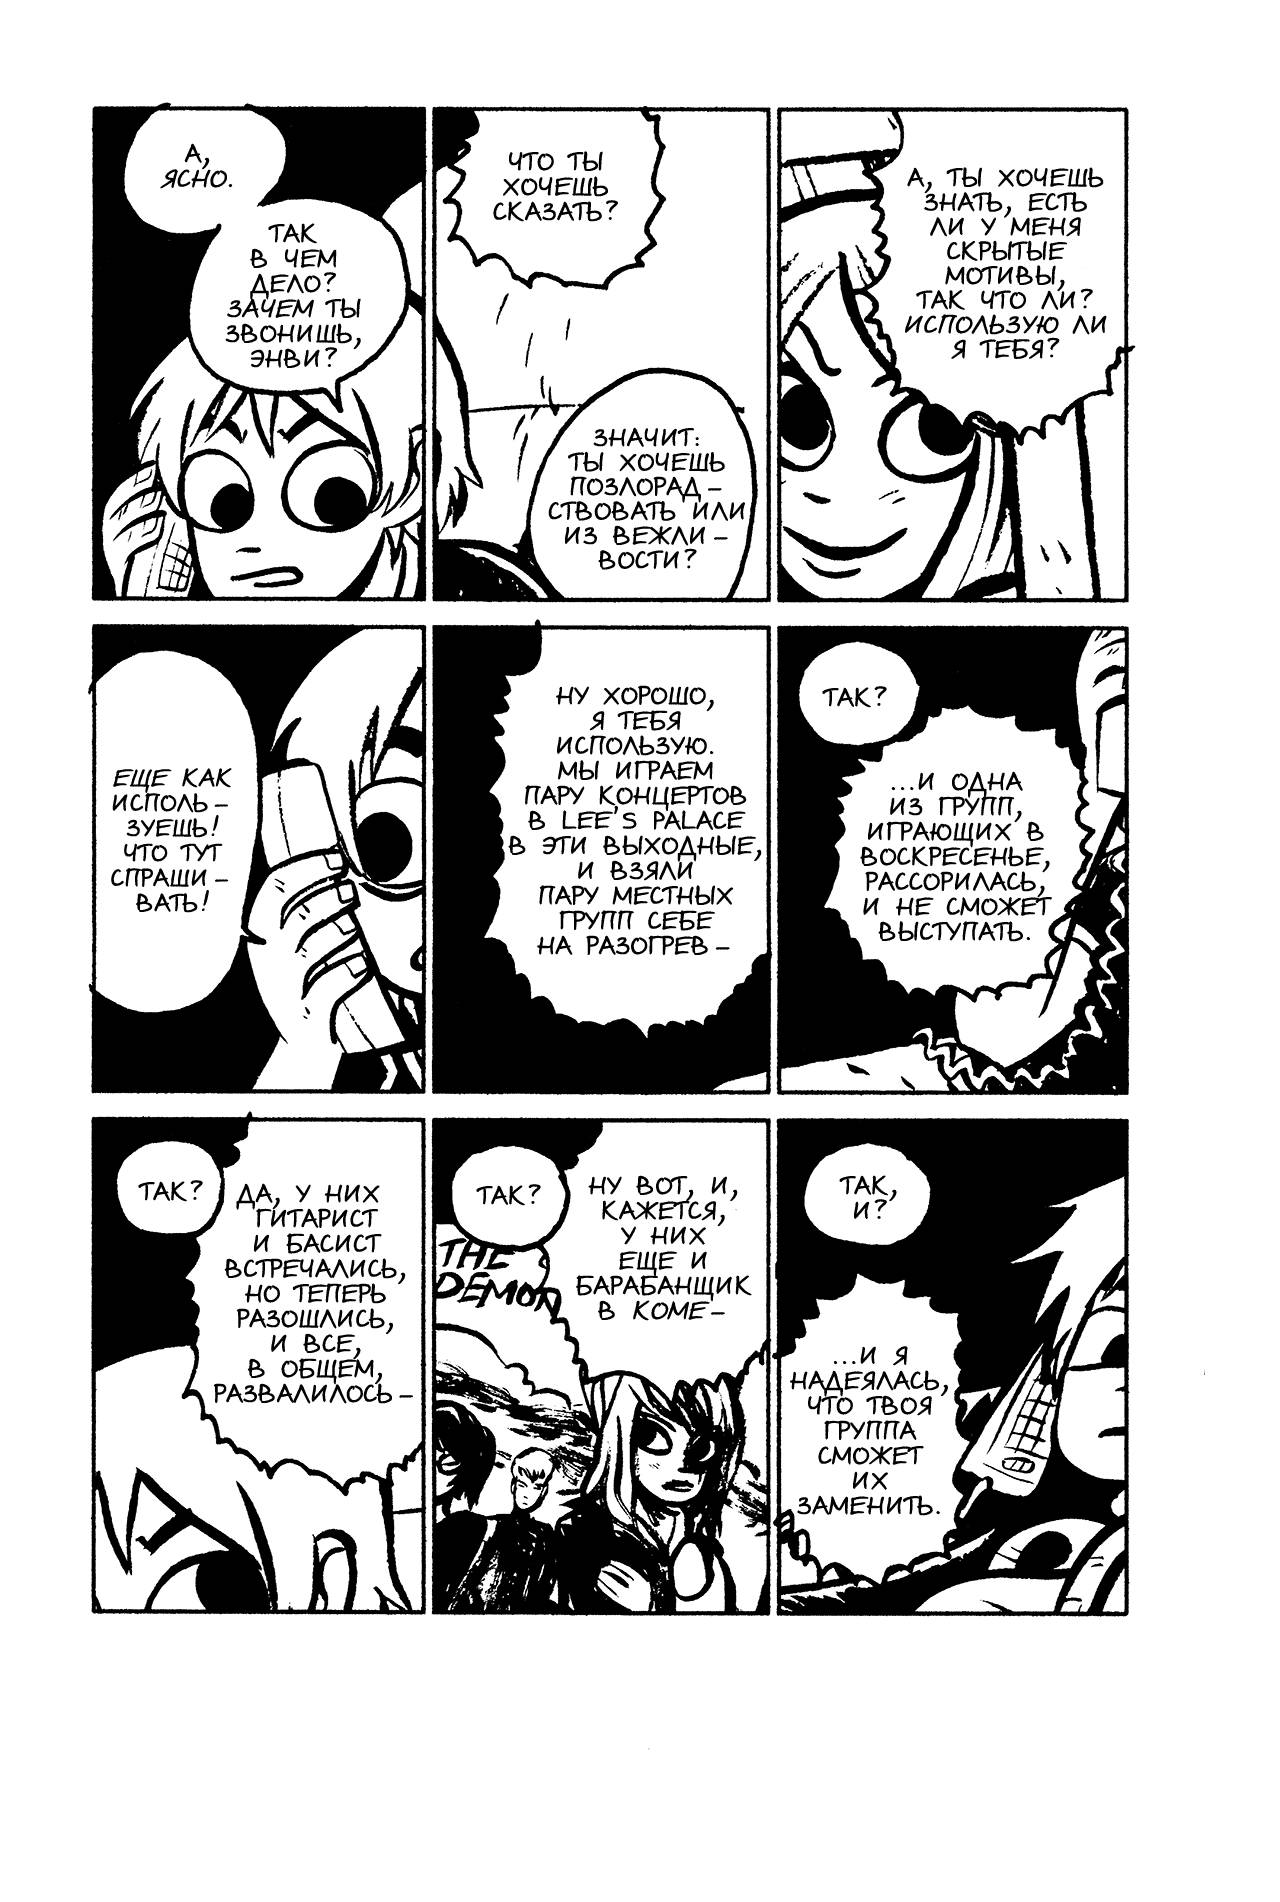 А,
ЯСНО.
ТАК
В ЧЕМ
ДЕЛО?
ЗАЧЕМ ТЫ
ЗВОНИШЬ,
ЭНВИ?
ЧТО ТЫ
ХОЧЕШЬ
СКАЗАТЬ?
ЗНАЧИТ:
ТЫ ХОЧЕШЬ
ПОЗЛОРАД –
СТВОВАТЬ ИЛИ
ИЗ ВЕЖЛИ –
ВОСТИ?
А, ТЫ ХОЧЕШЬ
ЗНАТЬ, ЕСТЬ
ЛИ У МЕНЯ
СКРЫТЫЕ
МОТИВЫ,
ТАК ЧТО ЛИ?
ИСПОЛЬЗУЮ ЛИ
Я ТЕБЯ?
ЕЩЕ КАК
ИСПОЛЬ –
ЗУЕШЬ!
ЧТО ТУТ
СПРАШИ –
ВАТЬ!
НУ ХОРОШО,
Я ТЕБЯ
ИСПОЛЬЗУЮ.
МЫ ИГРАЕМ
ПАРУ КОНЦЕРТОВ
В LEE'S PALACE
В ЭТИ ВЫХОДНЫЕ,
И ВЗЯЛИ
ПАРУ МЕСТНЫХ
ГРУПП СЕБЕ
НА РАЗОГРЕВ –
ТАК?
...И ОДНА
ИЗ ГРУПП,
ИГРАЮЩИХ В
ВОСКРЕСЕНЬЕ,
РАССОРИЛАСЬ,
И НЕ СМОЖЕТ
ВЫСТУПАТЬ.
ТАК?
ДА, У НИХ
ГИТАРИСТ
И БАСИСТ
ВСТРЕЧАЛИСЬ,
НО ТЕПЕРЬ
РАЗОШЛИСЬ,
И ВСЕ,
В ОБЩЕМ,
РАЗВАЛИЛОСЬ –
ТАК?
НУ ВОТ, И,
КАЖЕТСЯ,
У НИХ
ЕЩЕ И
БАРАБАНЩИК
В КОМЕ –
THE
DEMON
ТАК,
И?
...И Я
НАДЕЯЛАСЬ,
ЧТО ТВОЯ
ГРУППА
СМОЖЕТ
ИХ
ЗАМЕНИТЬ.